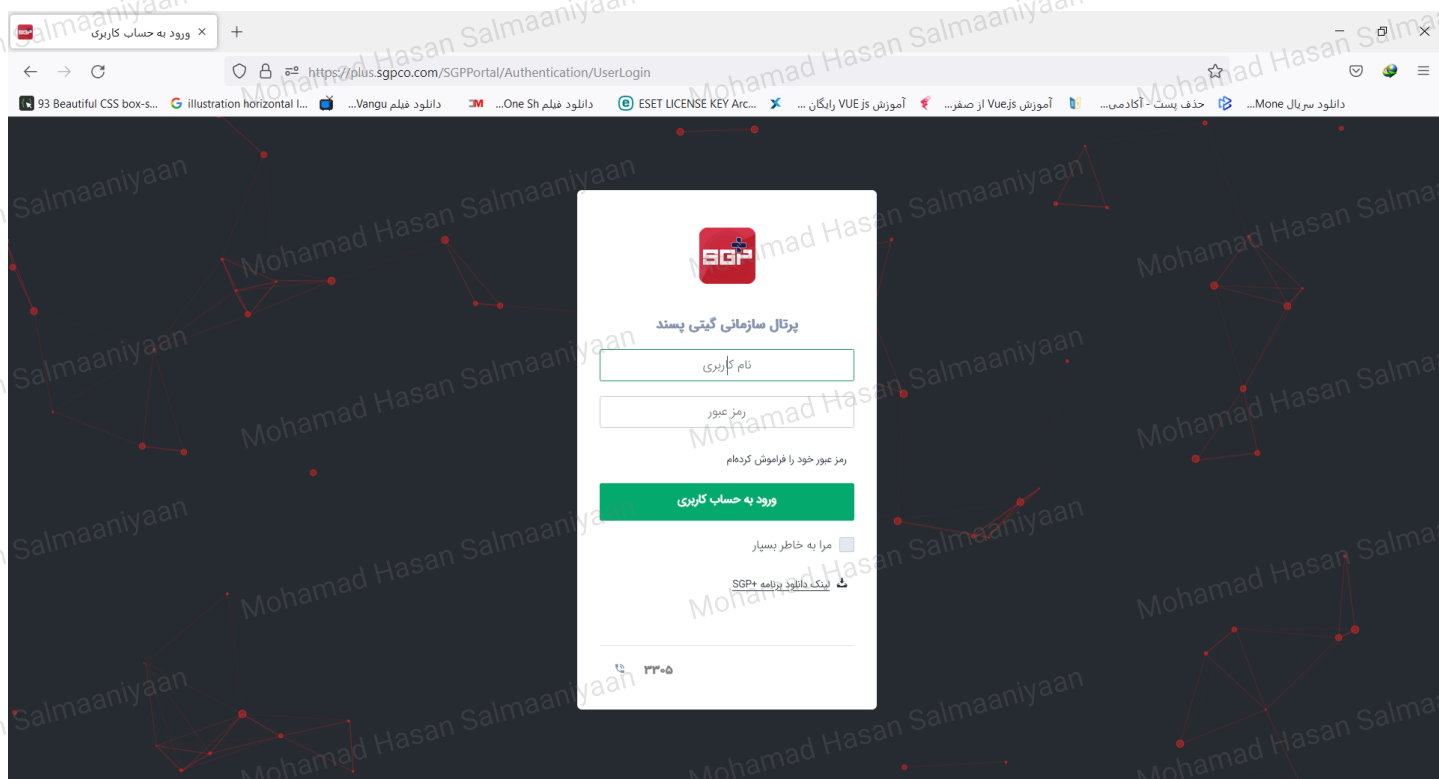 ورود به حساب کاربری
https://plus.sgpco.com/SGPPortal/Authentication/UserLogin
93 Beautiful CSS box-s...
illustration horizontal I...
دانلود فیلم Vangu...
دانلود فیلم One Sh...
ESET LICENSE KEY Arc...
آموزش VUE js رایگان ...
آموزش Vue.js از صفر...
حذف پست - آکادمی...
دانلود سریال Mone...
SGP
پرتال سازمانی گیتی پسند
نام کاربری
رمز عبور
رمز عبور خود را فراموش کرده‌ام
ورود به حساب کاربری
مرا به خاطر بسپار
لینک دانلود برنامه +SGP
۳۳۰۵
Mohamad Hasan Salmaaniyaan